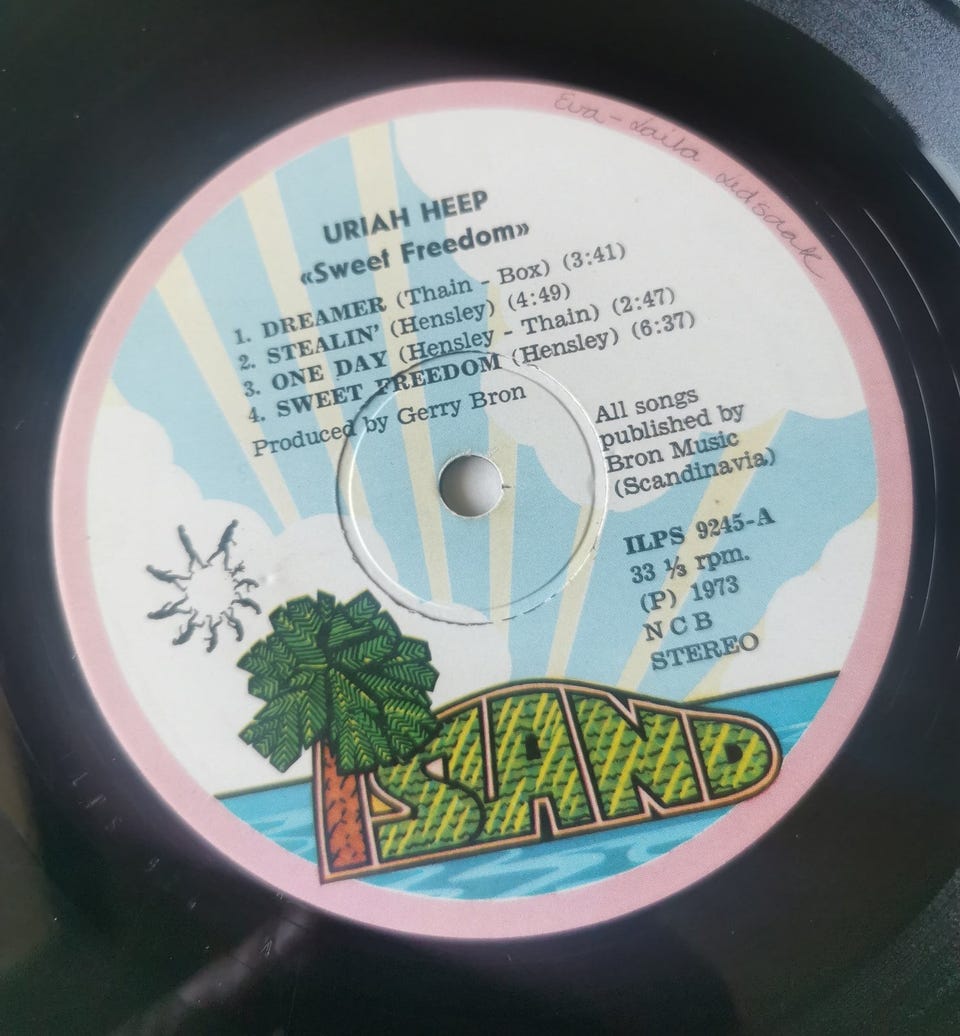 Eva - Laila
URIAH HEEP
«Sweet Freedom»
1. DREAMER (Thain - Box) (3:41)
2. STEALIN' (Hensley) (4:49)
3. ONE DAY (Hensley - Thain) (2:47)
4. SWEET FREEDOM (Hensley) (6:37)
Produced by Gerry Bron
All songs
published by
Bron Music
(Scandinavia)
ILPS 9245-A
33 ⅓ rpm.
(P) 1973
N C B
STEREO
ISLAND